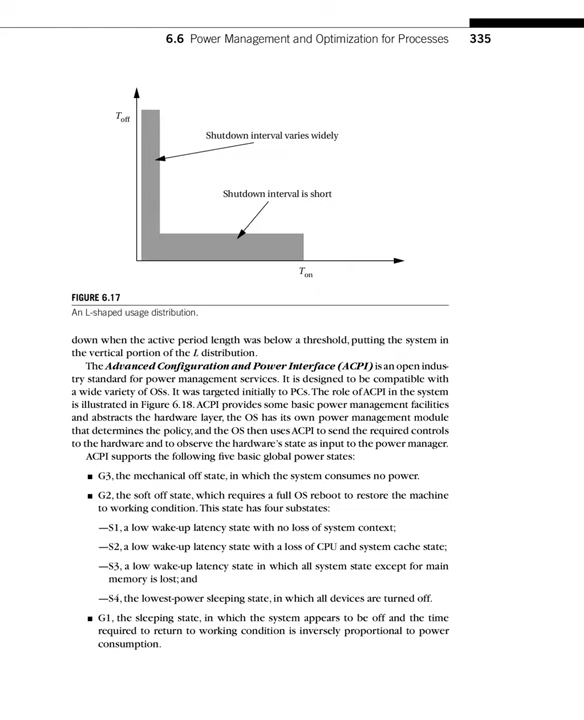 6.6 Power Management and Optimization for Processes 335
Toff
Shutdown interval varies widely
Shutdown interval is short
Ton
FIGURE 6.17
An L-shaped usage distribution.
down when the active period length was below a threshold, putting the system in
the vertical portion of the L distribution.
The Advanced Configuration and Power Interface (ACPI) is an open indus-
try standard for power management services. It is designed to be compatible with
a wide variety of OSs. It was targeted initially to PCs. The role of ACPI in the system
is illustrated in Figure 6.18. ACPI provides some basic power management facilities
and abstracts the hardware layer, the OS has its own power management module
that determines the policy, and the OS then uses ACPI to send the required controls
to the hardware and to observe the hardware's state as input to the power manager.
ACPI supports the following five basic global power states:
■ G3, the mechanical off state, in which the system consumes no power.
■ G2, the soft off state, which requires a full OS reboot to restore the machine
to working condition. This state has four substates:
—S1, a low wake-up latency state with no loss of system context;
—S2, a low wake-up latency state with a loss of CPU and system cache state;
—S3, a low wake-up latency state in which all system state except for main
memory is lost; and
—S4, the lowest-power sleeping state, in which all devices are turned off.
■ G1, the sleeping state, in which the system appears to be off and the time
required to return to working condition is inversely proportional to power
consumption.